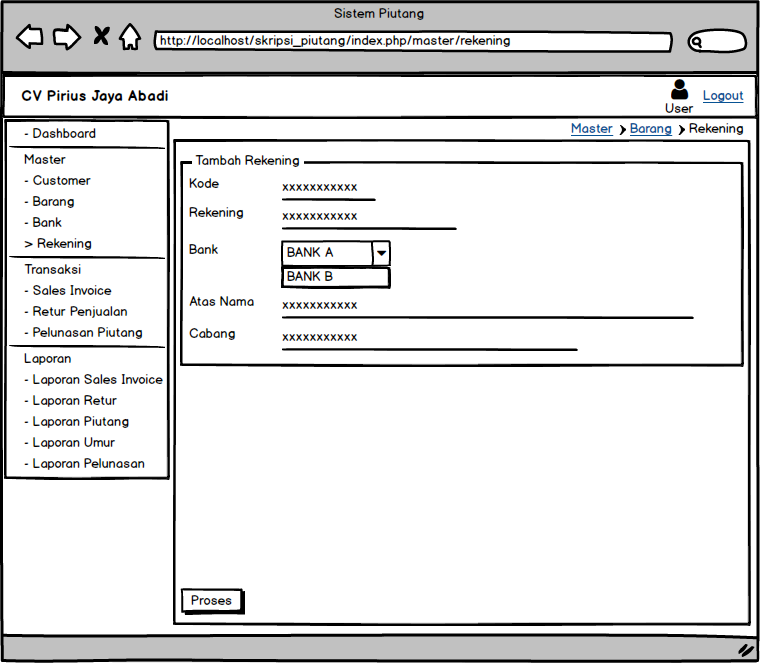 Sistem Piutang
http://localhost/skripsi_piutang/index.php/master/rekening
CV Pirius Jaya Abadi
User
Logout
Master > Barang > Rekening
- Dashboard
Master
- Customer
- Barang
- Bank
> Rekening
Transaksi
- Sales Invoice
- Retur Penjualan
- Pelunasan Piutang
Laporan
- Laporan Sales Invoice
- Laporan Retur
- Laporan Piutang
- Laporan Umur
- Laporan Pelunasan
Tambah Rekening
Kode xxxxxxxxxxx
Rekening xxxxxxxxxxx
Bank BANK A
BANK B
Atas Nama xxxxxxxxxxx
Cabang xxxxxxxxxxx
Proses